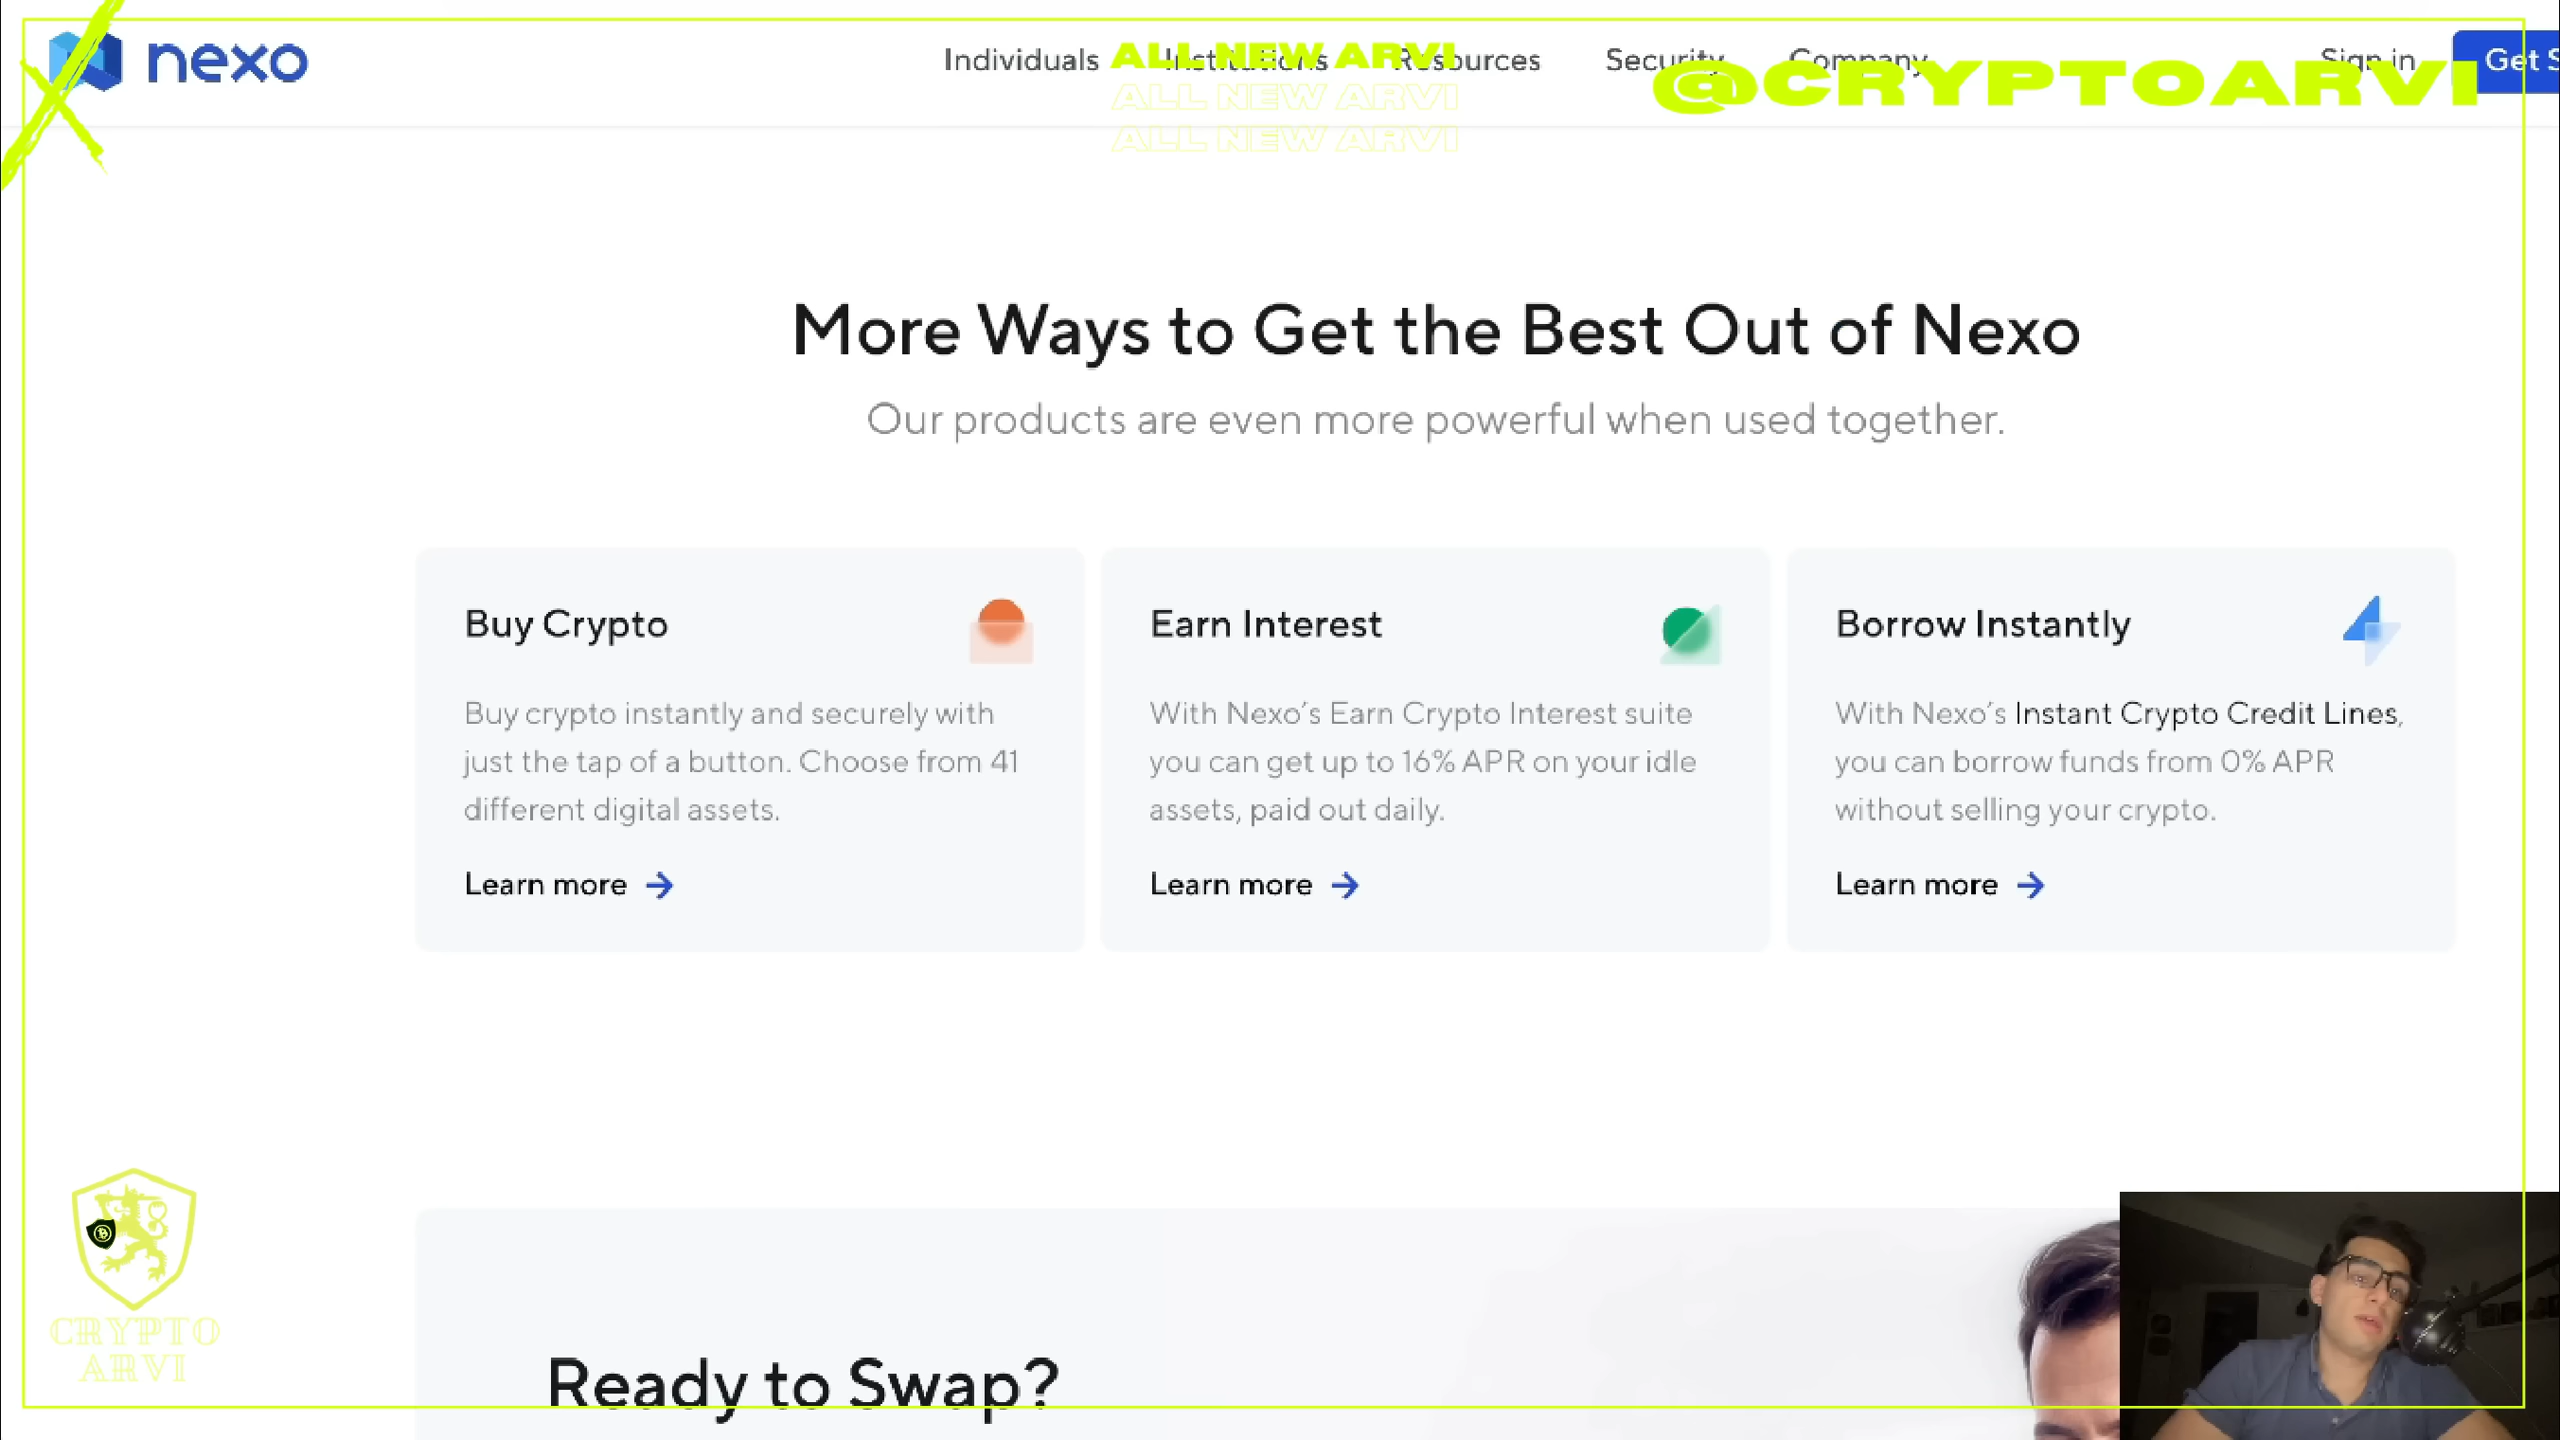 nexo
Individuals
Institutions
Resources
Security
Company
Sign in
Get S
ALL NEW ARVI
ALL NEW ARVI
ALL NEW ARVI
@CRYPTOARVI
More Ways to Get the Best Out of Nexo
Our products are even more powerful when used together.
Buy Crypto
Buy crypto instantly and securely with
just the tap of a button. Choose from 41
different digital assets.
Learn more
Earn Interest
With Nexo’s Earn Crypto Interest suite
you can get up to 16% APR on your idle
assets, paid out daily.
Learn more
Borrow Instantly
With Nexo’s Instant Crypto Credit Lines,
you can borrow funds from 0% APR
without selling your crypto.
Learn more
CRYPTO
ARVI
Ready to Swap?